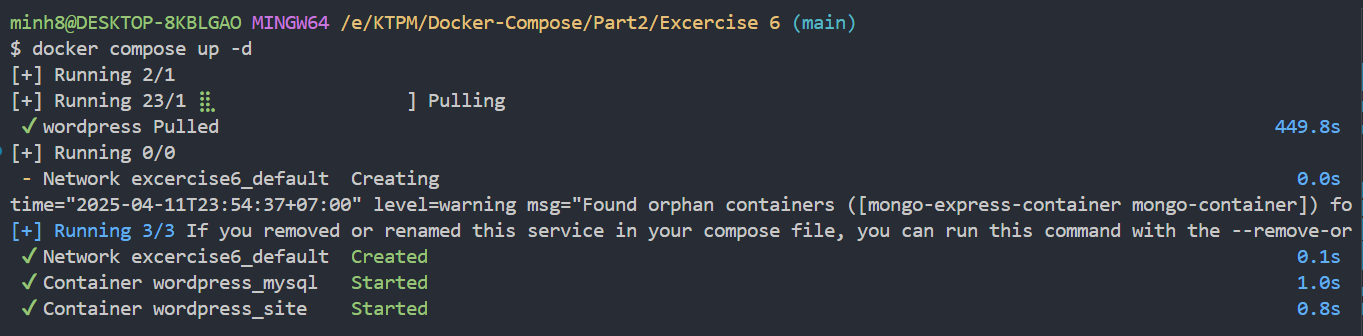 minh8@DESKTOP-8KBLGAO MINGW64 /e/KTPM/Docker-Compose/Part2/Excercise 6 (main)
$ docker compose up -d
[+] Running 2/1
[+] Running 23/1 ⣿. ] Pulling
✓ wordpress Pulled 449.8s
[+] Running 0/0
- Network excercise6_default Creating 0.0s
time="2025-04-11T23:54:37+07:00" level=warning msg="Found orphan containers ([mongo-express-container mongo-container]) fo
[+] Running 3/3 If you removed or renamed this service in your compose file, you can run this command with the --remove-or
✓ Network excercise6_default Created 0.1s
✓ Container wordpress_mysql Started 1.0s
✓ Container wordpress_site Started 0.8s